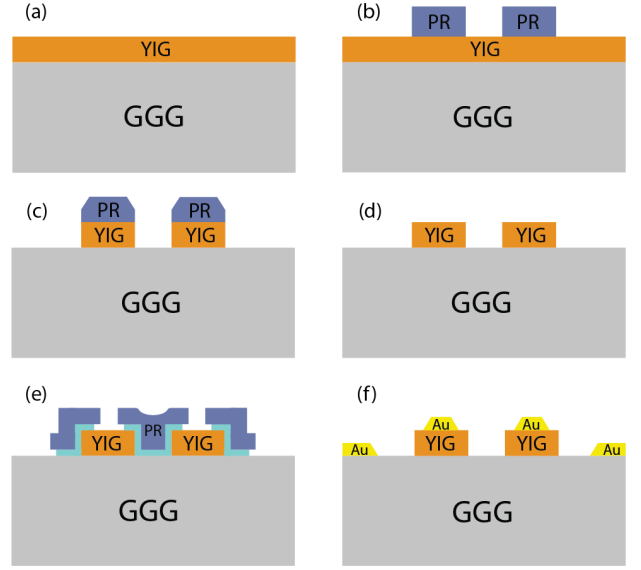 (a)
YIG
GGG
(b)
PR PR
YIG
GGG
(c)
PR PR
YIG YIG
GGG
(d)
YIG YIG
GGG
(e)
PR
YIG YIG
GGG
(f)
Au Au
YIG YIG
Au Au
GGG